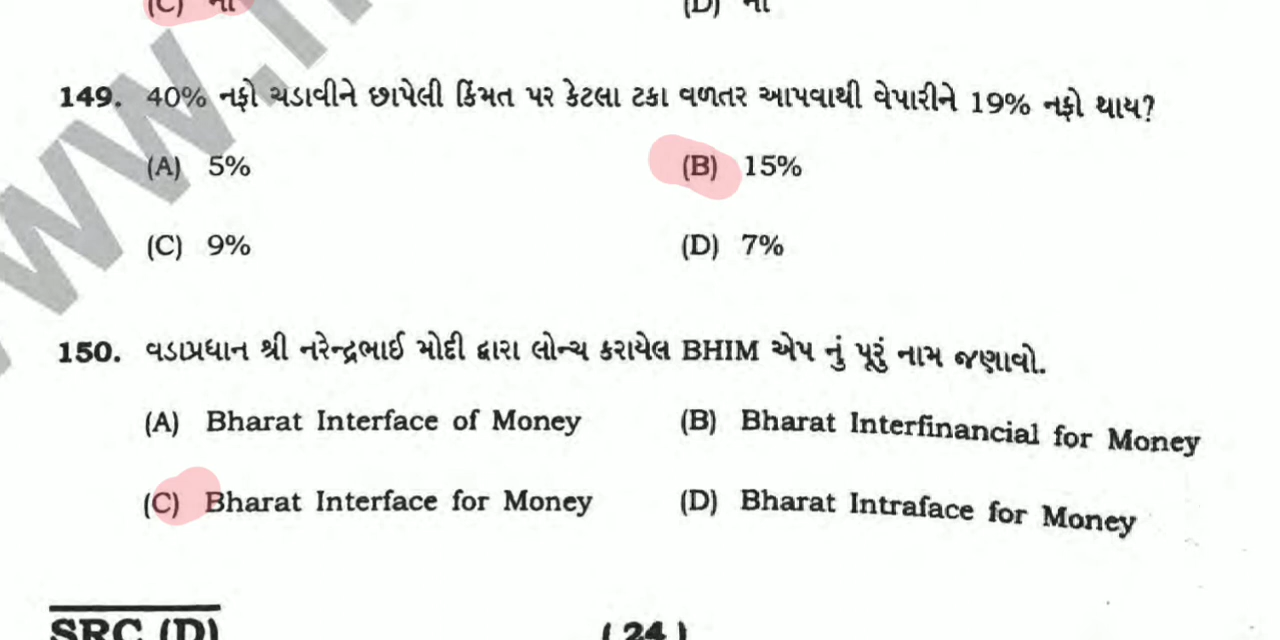 149. 40% નફો ચડાવીને છાપેલી કિંમત પર કેટલા ટકા વળતર આપવાથી વેપારીને 19% નફો થાય?
(A) 5% (B) 15%
(C) 9% (D) 7%
150. વડાપ્રધાન શ્રી નરેન્દ્રભાઈ મોદી દ્વારા લોન્ચ કરાયેલ BHIM એપ નું પૂરું નામ જણાવો.
(A) Bharat Interface of Money (B) Bharat Interfinancial for Money
(C) Bharat Interface for Money (D) Bharat Intraface for Money
SRC (D) (24)